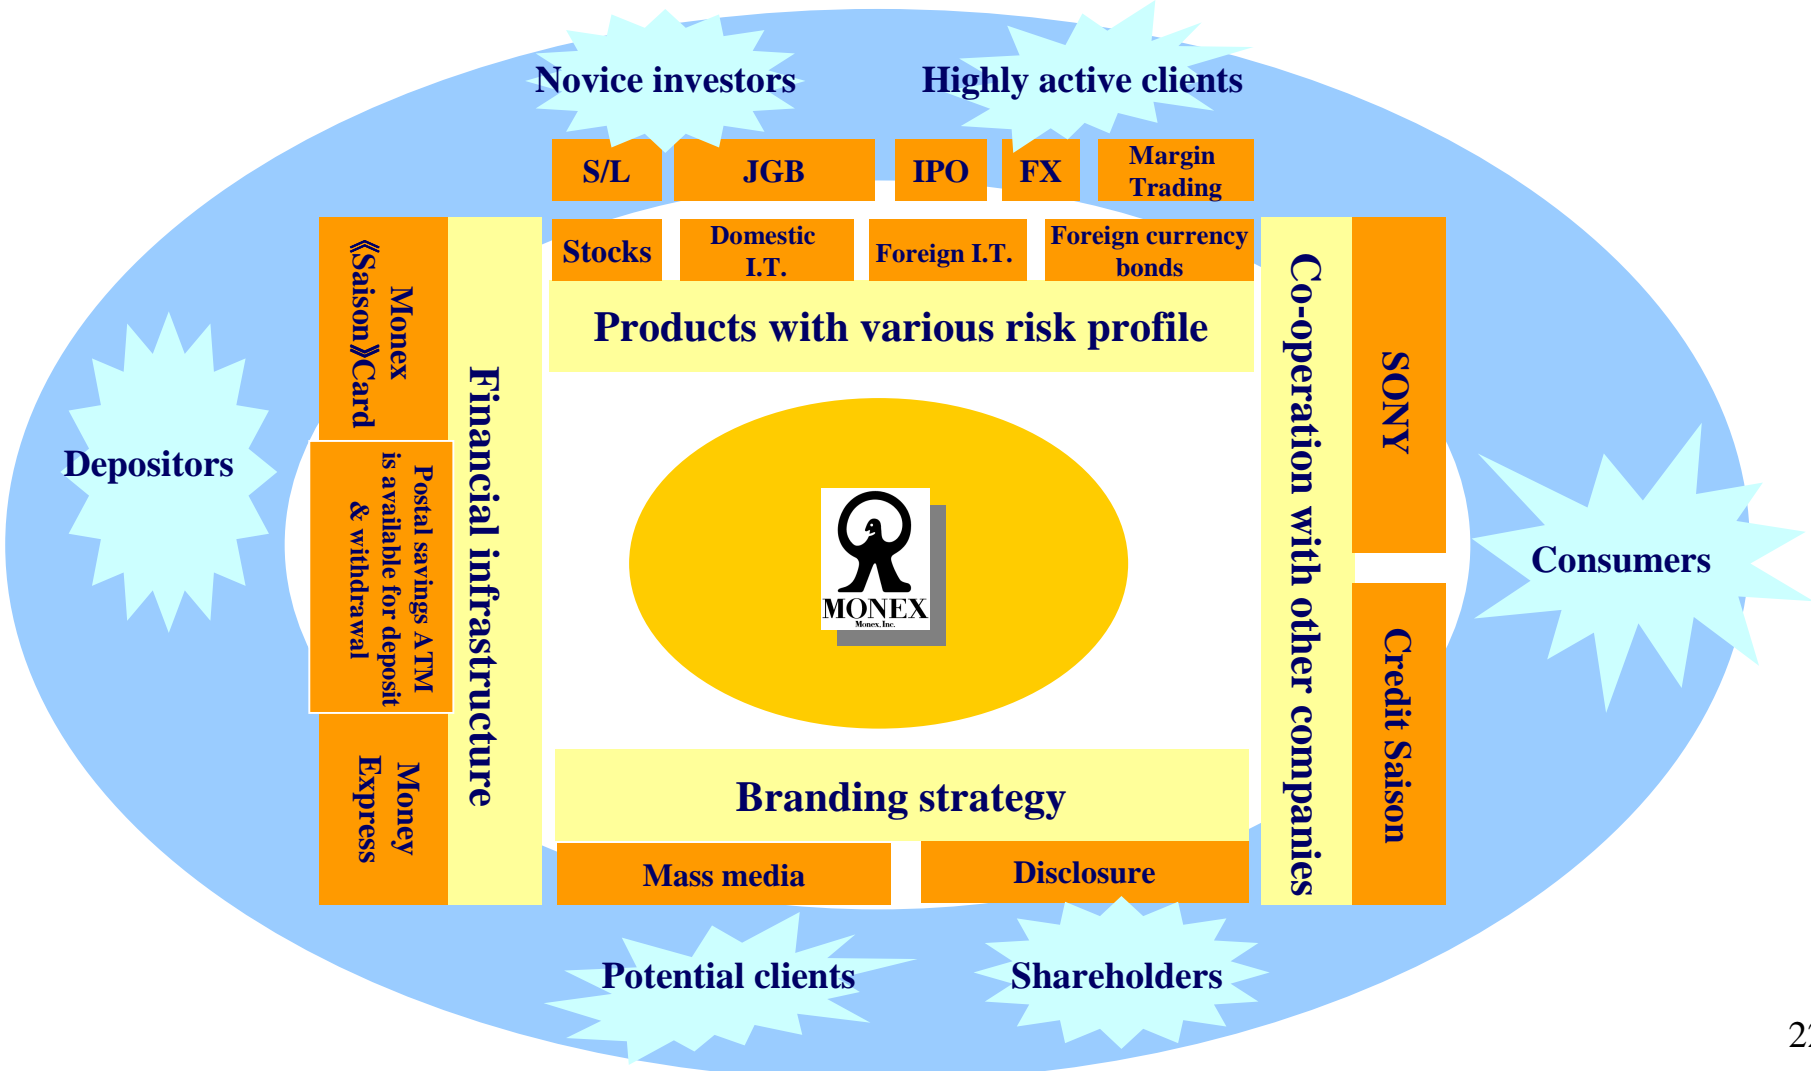 Novice investors
Highly active clients
S/L
JGB
IPO
FX
Margin
Trading
Stocks
Domestic
I.T.
Foreign I.T.
Foreign currency
bonds
Products with various risk profile
Monex
《Saison》Card
Postal savings ATM
is available for deposit
& withdrawal
Money
Express
Financial infrastructure
Depositors
MONEX
Monex, Inc.
Co-operation with other companies
SONY
Credit Saison
Consumers
Branding strategy
Mass media
Disclosure
Potential clients
Shareholders